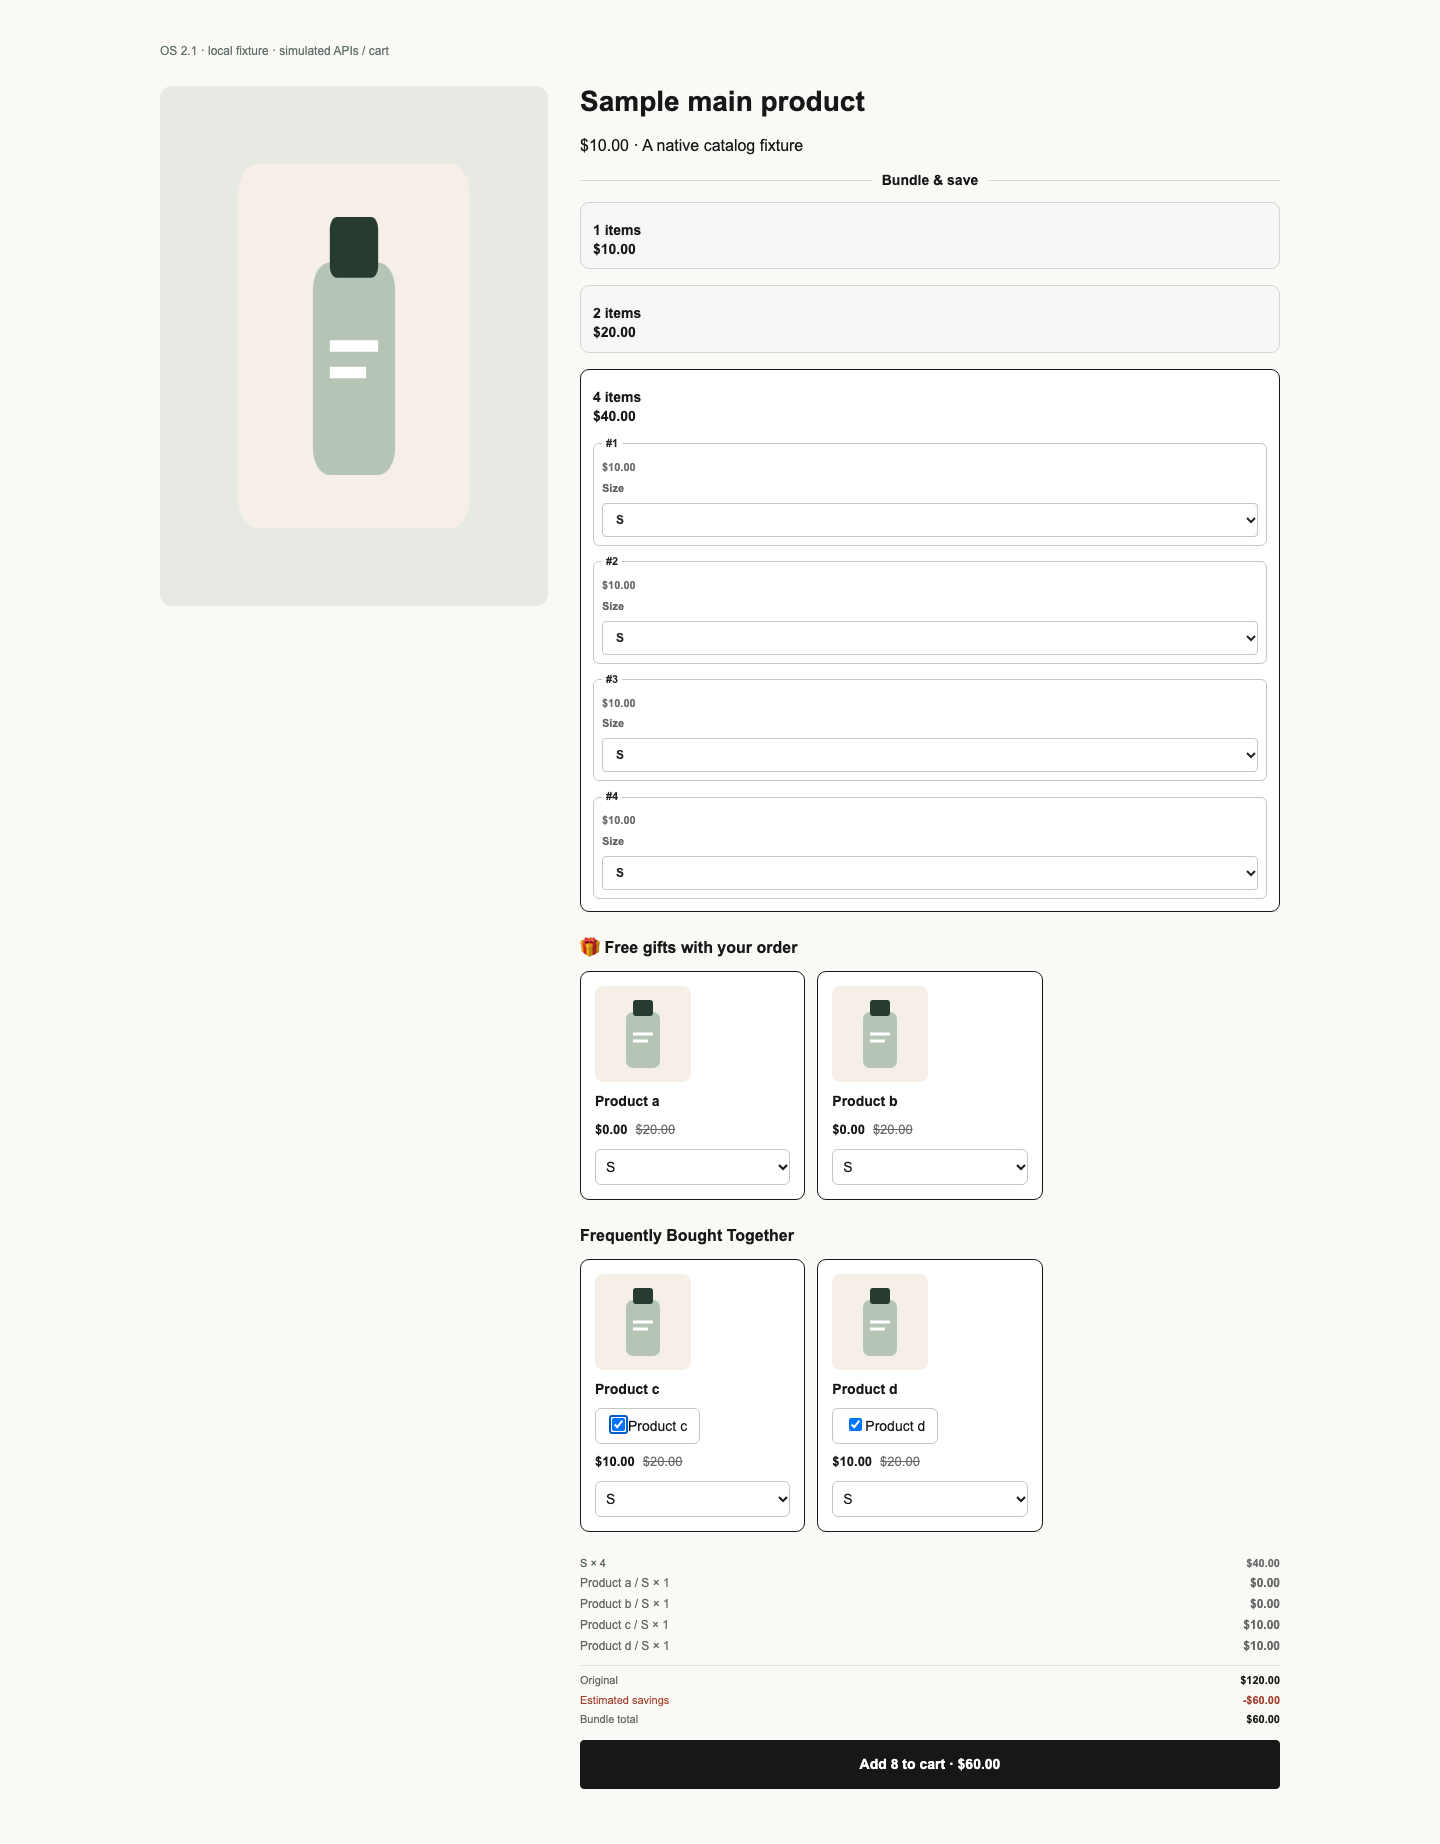 OS 2.1 · local fixture · simulated APIs / cart
Sample main product
$10.00 · A native catalog fixture
Bundle & save
1 items
$10.00
2 items
$20.00
4 items
$40.00
#1
$10.00
Size
S
#2
$10.00
Size
S
#3
$10.00
Size
S
#4
$10.00
Size
S
🎁 Free gifts with your order
Product a
$0.00 $20.00
S
Product b
$0.00 $20.00
S
Frequently Bought Together
Product c
Product c
$10.00 $20.00
S
Product d
Product d
$10.00 $20.00
S
S × 4 $40.00
Product a / S × 1 $0.00
Product b / S × 1 $0.00
Product c / S × 1 $10.00
Product d / S × 1 $10.00
Original $120.00
Estimated savings -$60.00
Bundle total $60.00
Add 8 to cart · $60.00